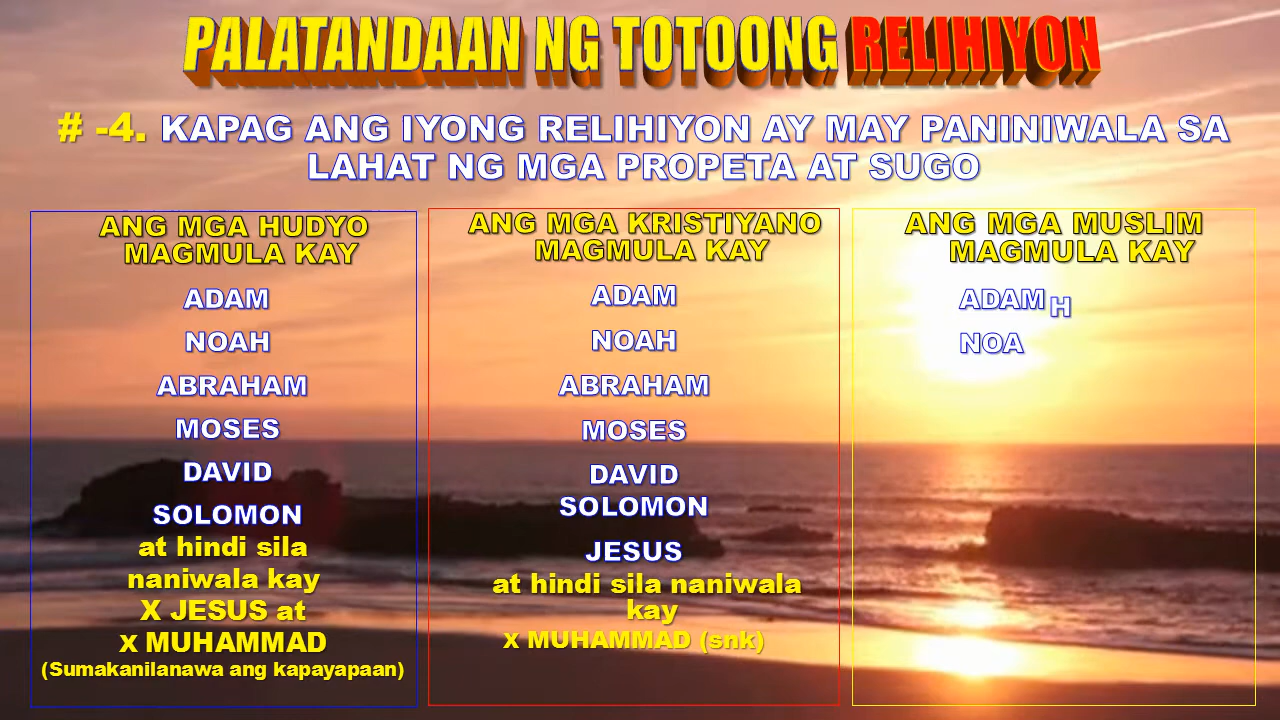 PALATANDAAN NG TOTOONG RELIHIYON
# -4. KAPAG ANG IYONG RELIHIYON AY MAY PANINIWALA SA
LAHAT NG MGA PROPETA AT SUGO
ANG MGA HUDYO
MAGMULA KAY
ADAM
NOAH
ABRAHAM
MOSES
DAVID
SOLOMON
at hindi sila
naniwala kay
X JESUS at
x MUHAMMAD
(Sumakanilanawa ang kapayapaan)
ANG MGA KRISTIYANO
MAGMULA KAY
ADAM
NOAH
ABRAHAM
MOSES
DAVID
SOLOMON
JESUS
at hindi sila naniwala
kay
x MUHAMMAD (snk)
ANG MGA MUSLIM
MAGMULA KAY
ADAM H
NOA